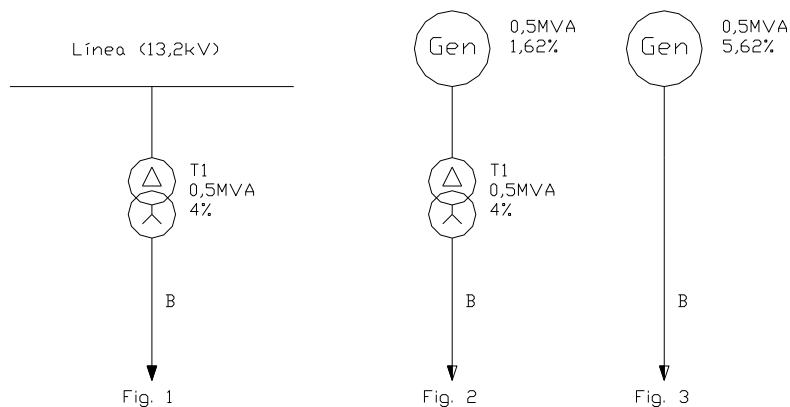 Línea (13,2kV)
T1
0,5MVA
4%
B
Fig. 1
Gen
0,5MVA
1,62%
T1
0,5MVA
4%
B
Fig. 2
Gen
0,5MVA
5,62%
B
Fig. 3